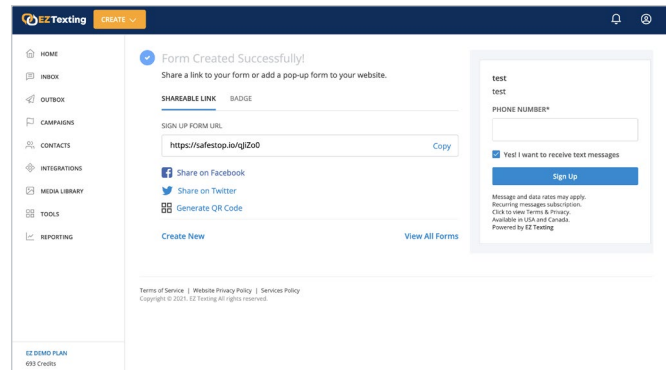 EZ Texting
CREATE
HOME
INBOX
OUTBOX
CAMPAIGNS
CONTACTS
INTEGRATIONS
MEDIA LIBRARY
TOOLS
REPORTING
EZ DEMO PLAN
693 Credits
Form Created Successfully!
Share a link to your form or add a pop-up form to your website.
SHAREABLE LINK BADGE
SIGN UP FORM URL
https://safestop.io/qJiZo0 Copy
Share on Facebook
Share on Twitter
Generate QR Code
Create New View All Forms
test
test
PHONE NUMBER*
Yes! I want to receive text messages
Sign Up
Message and data rates may apply.
Recurring messages subscription.
Click to view Terms & Privacy.
Available in USA and Canada.
Powered by EZ Texting
Terms of Service | Website Privacy Policy | Services Policy
Copyright © 2021. EZ Texting All rights reserved.